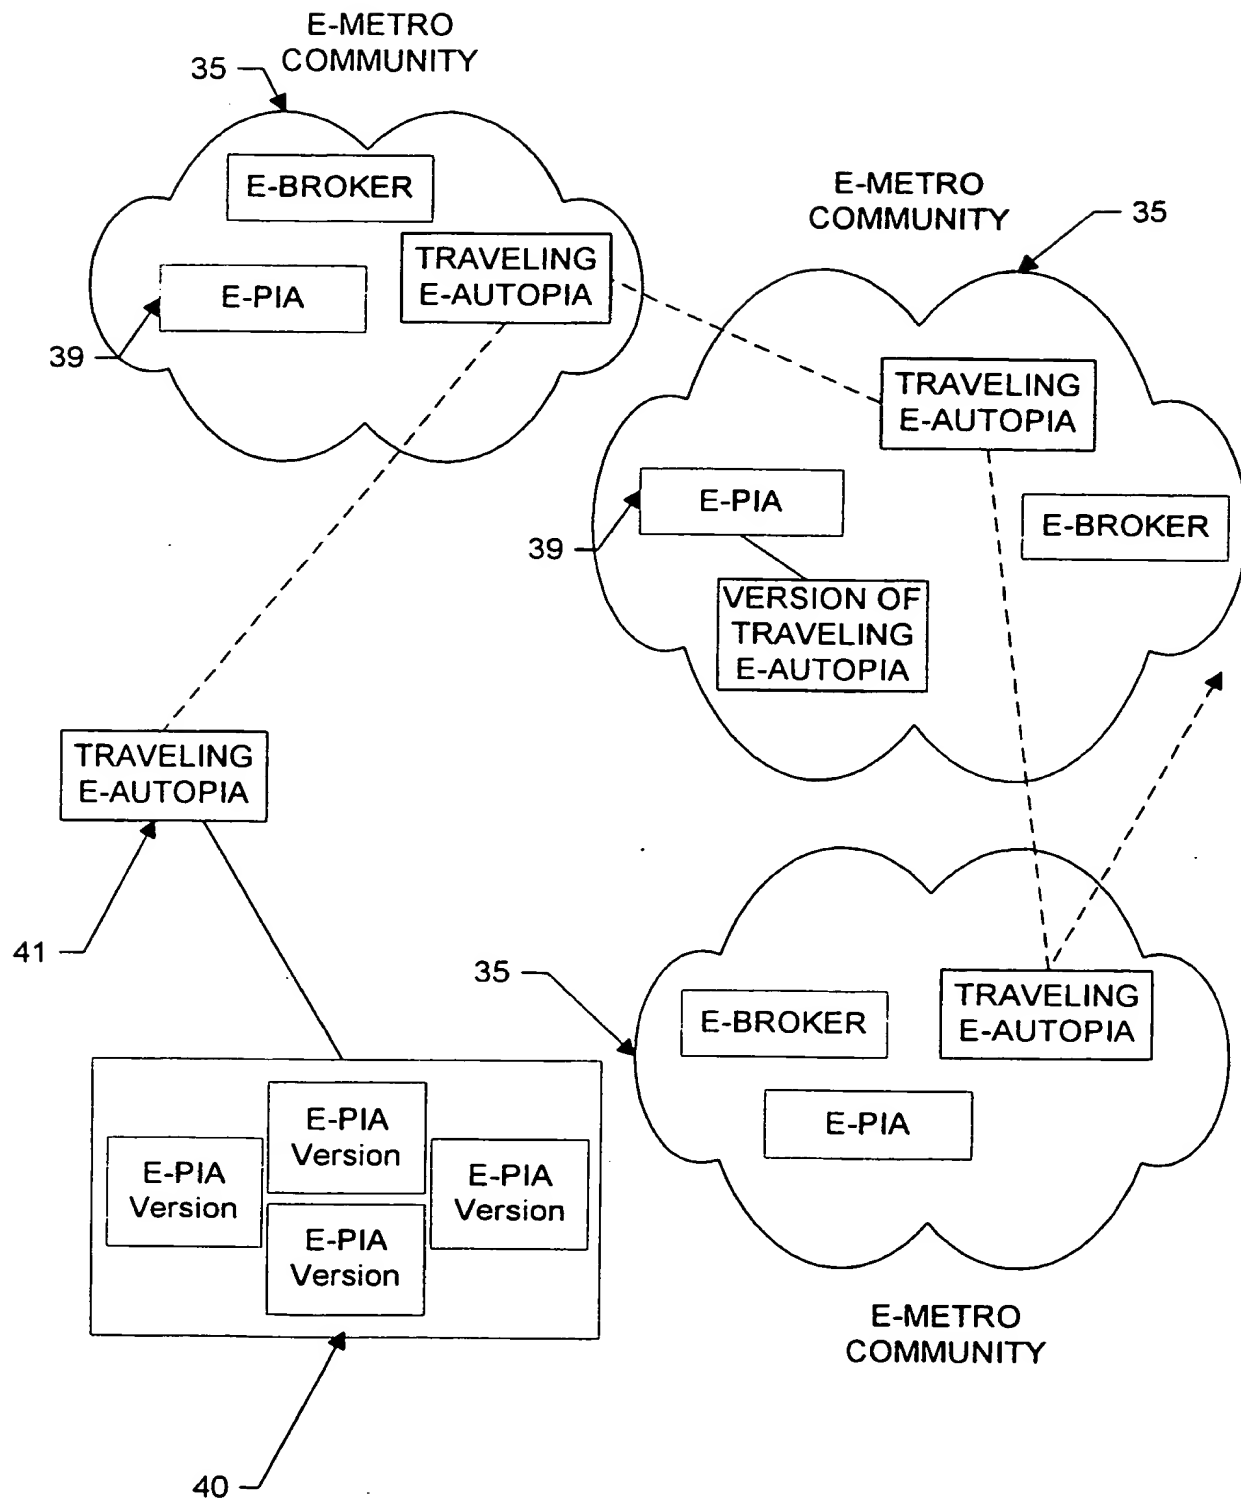 E-METRO
COMMUNITY
35
E-BROKER
TRAVELING
E-AUTOPIA
E-PIA
39
E-METRO
COMMUNITY
35
TRAVELING
E-AUTOPIA
E-PIA
E-BROKER
39
VERSION OF
TRAVELING
E-AUTOPIA
TRAVELING
E-AUTOPIA
41
35
E-BROKER
TRAVELING
E-AUTOPIA
E-PIA
E-METRO
COMMUNITY
E-PIA
Version
E-PIA
Version
E-PIA
Version
E-PIA
Version
40